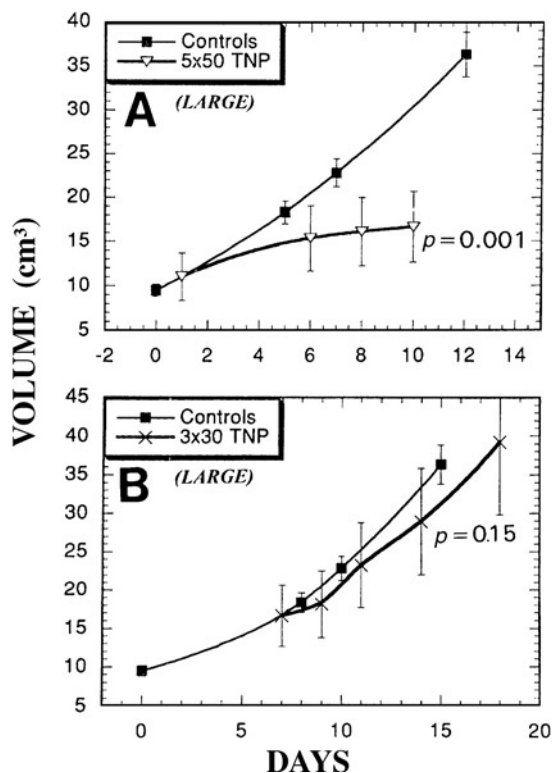 VOLUME (cm³)
40
35
30
25
20
15
10
5
Controls
5x50 TNP
A
(LARGE)
p=0.001
-2 0 2 4 6 8 10 12 14
45
40
35
30
25
20
15
10
5
Controls
3x30 TNP
B
(LARGE)
p=0.15
0 5 10 15 20
DAYS